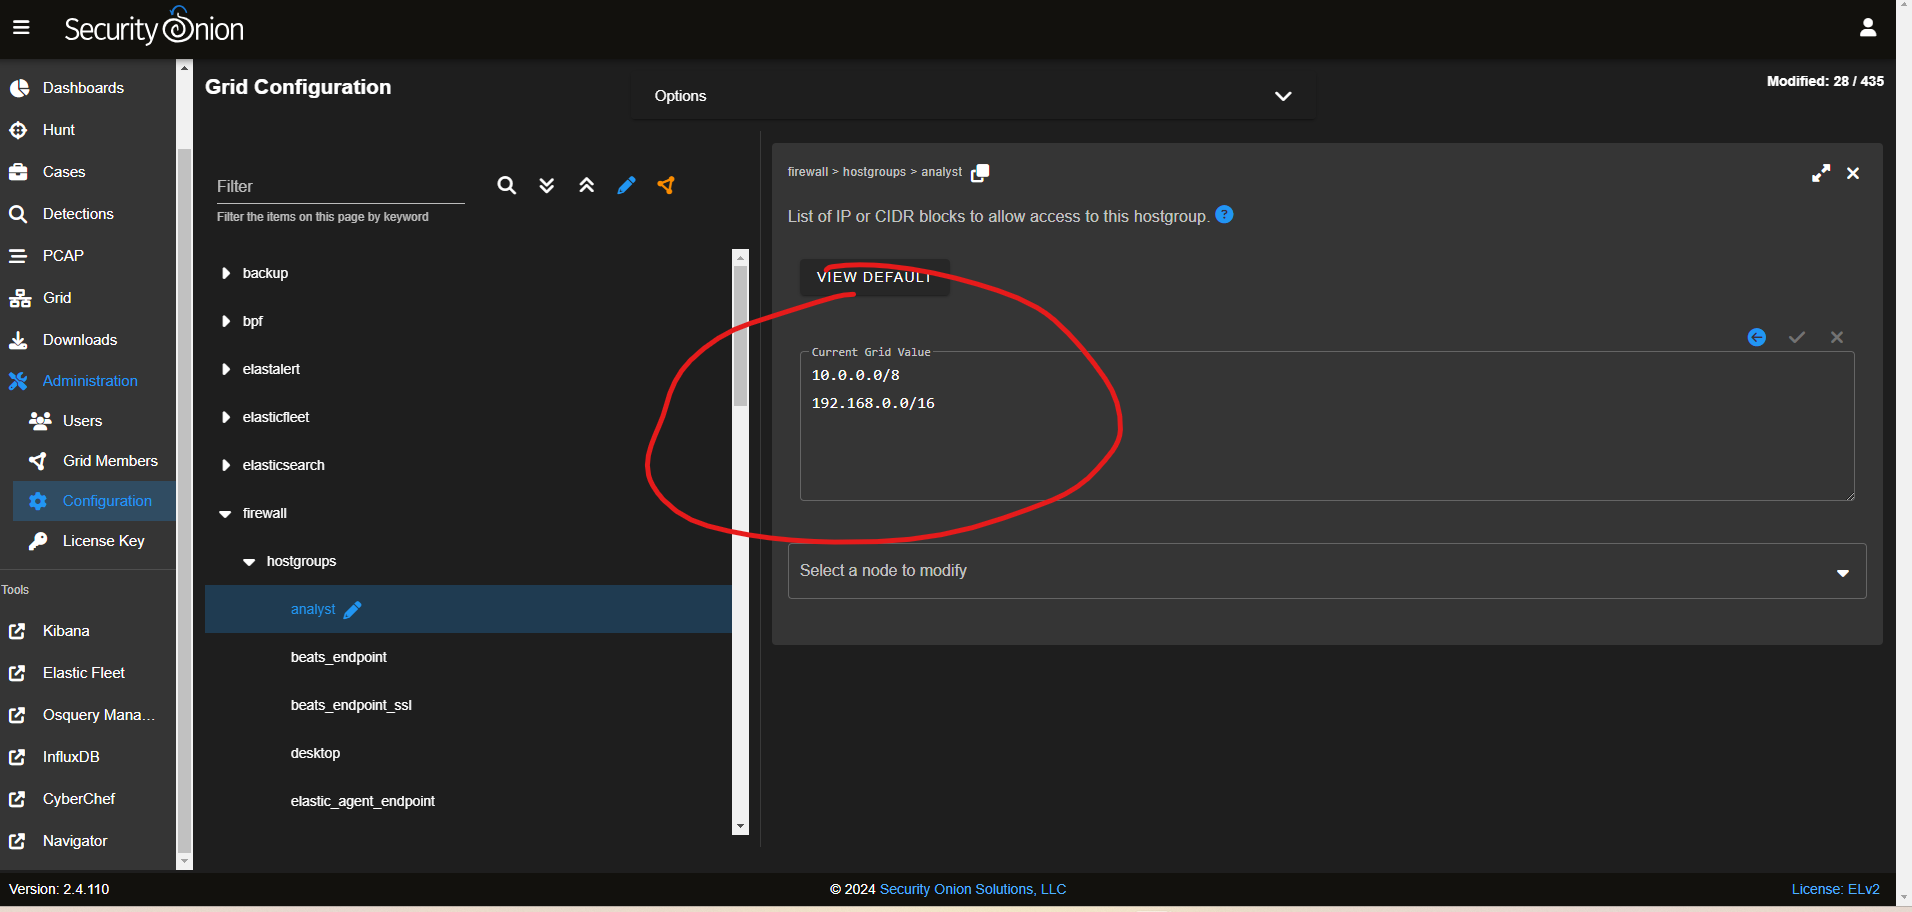 Security Onion
Dashboards
Hunt
Cases
Detections
PCAP
Grid
Downloads
Administration
Users
Grid Members
Configuration
License Key
Tools
Kibana
Elastic Fleet
Osquery Mana...
InfluxDB
CyberChef
Navigator
Grid Configuration
Options
Modified: 28 / 435
Filter
Filter the items on this page by keyword
backup
bpf
elastalert
elasticfleet
elasticsearch
firewall
hostgroups
analyst
beats_endpoint
beats_endpoint_ssl
desktop
elastic_agent_endpoint
firewall > hostgroups > analyst
List of IP or CIDR blocks to allow access to this hostgroup. ?
VIEW DEFAULT
Current Grid Value
10.0.0.0/8
192.168.0.0/16
Select a node to modify
Version: 2.4.110
© 2024 Security Onion Solutions, LLC
License: ELv2